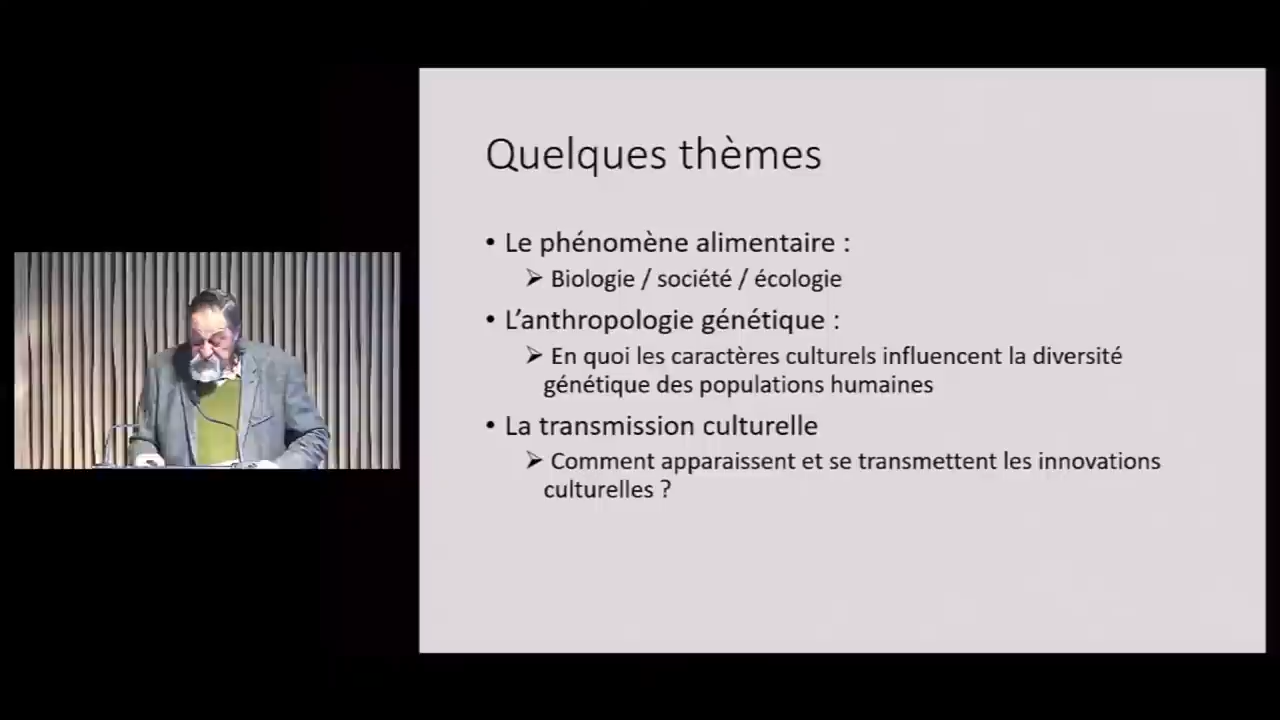 Quelques thèmes
• Le phénomène alimentaire :
➢ Biologie / société / écologie
• L’anthropologie génétique :
➢ En quoi les caractères culturels influencent la diversité
génétique des populations humaines
• La transmission culturelle
➢ Comment apparaissent et se transmettent les innovations
culturelles ?